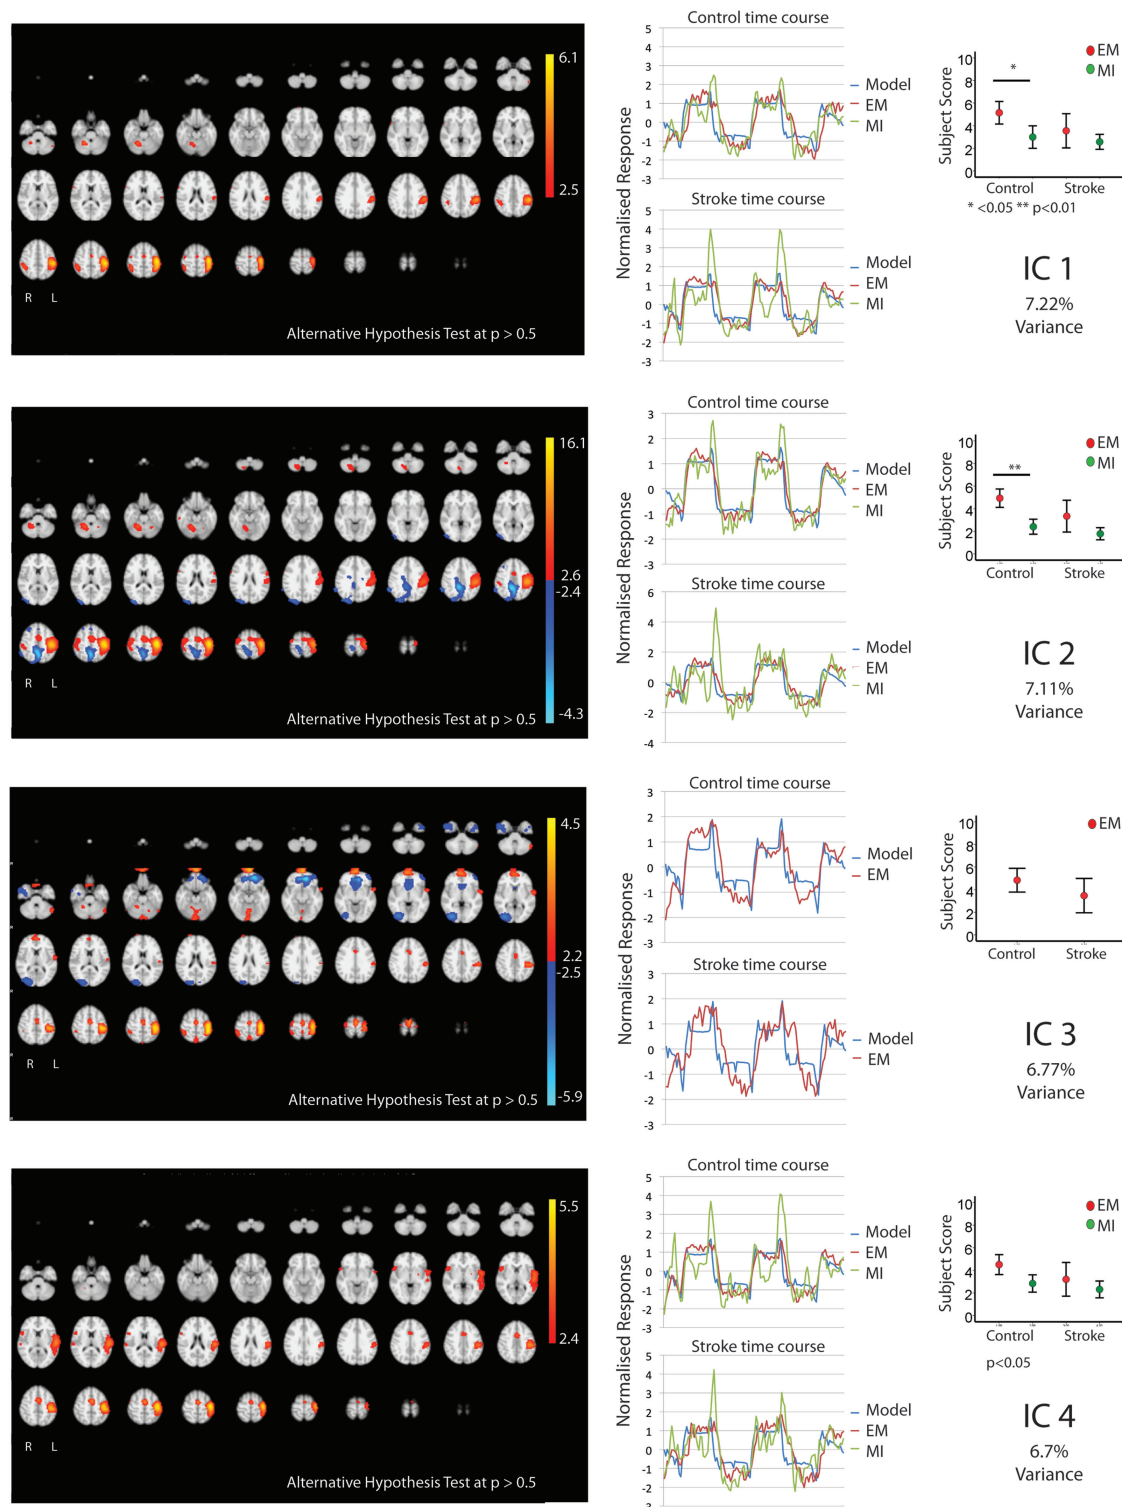 6.1
2.5
R L
Alternative Hypothesis Test at p > 0.5
Normalised Response
Control time course
5
4
3
2
1
0
-1
-2
-3
Model
EM
MI
Stroke time course
5
4
3
2
1
0
-1
-2
-3
Model
EM
MI
Subject Score
10
8
6
4
2
0
*
EM
MI
Control Stroke
* <0.05 ** p<0.01
IC 1
7.22%
Variance
16.1
2.6
-2.4
-4.3
R L
Alternative Hypothesis Test at p > 0.5
Normalised Response
Control time course
3
2
1
0
-1
-2
-3
Model
EM
MI
Stroke time course
6
4
2
0
-2
-4
Model
EM
MI
Subject Score
10
8
6
4
2
0
**
EM
MI
Control Stroke
IC 2
7.11%
Variance
4.5
2.2
-2.5
-5.9
R L
Alternative Hypothesis Test at p > 0.5
Normalised Response
Control time course
3
2
1
0
-1
-2
-3
Model
EM
Stroke time course
3
2
1
0
-1
-2
-3
Model
EM
Subject Score
10
8
6
4
2
0
EM
Control Stroke
IC 3
6.77%
Variance
5.5
2.4
R L
Alternative Hypothesis Test at p > 0.5
Normalised Response
Control time course
5
4
3
2
1
0
-1
-2
-3
Model
EM
MI
Stroke time course
5
4
3
2
1
0
-1
-2
-3
Model
EM
MI
Subject Score
10
8
6
4
2
0
EM
MI
Control Stroke
p<0.05
IC 4
6.7%
Variance